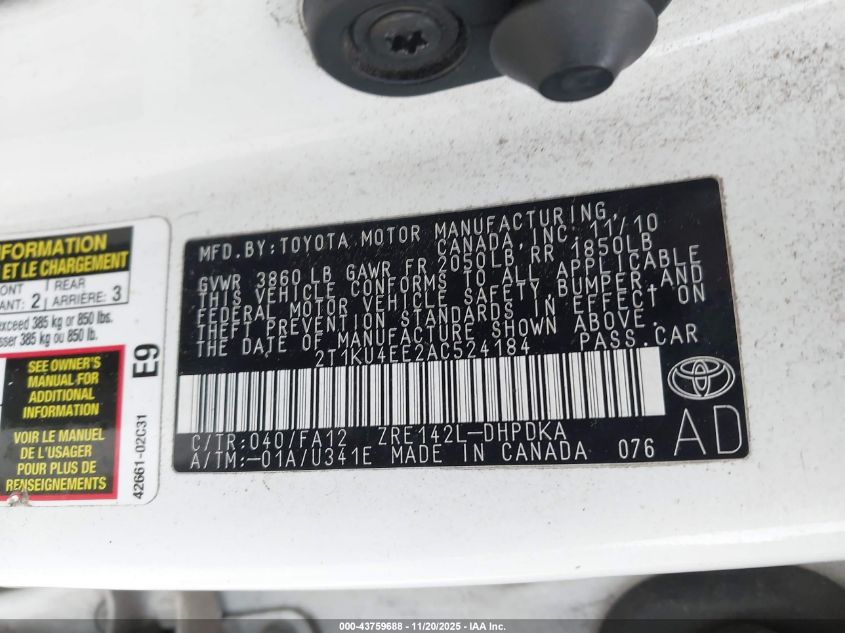 MFD. BY: TOYOTA MOTOR MANUFACTURING,
CANADA, INC. 11/10
GVWR 3860 LB GAWR FR 2050LB, RR 1850LB
THIS VEHICLE CONFORMS TO ALL APPLICABLE
FEDERAL MOTOR VEHICLE SAFETY, BUMPER, AND
THEFT PREVENTION STANDARDS IN EFFECT ON
THE DATE OF MANUFACTURE SHOWN ABOVE.
2T1KU4EE2AC524184 PASS.CAR
C/TR:040/FA12 ZRE142L-DHPDKA
A/TM:-01A/U341E MADE IN CANADA 076
AD
INFORMATION
ET LE CHARGEMENT
REAR
2 ARRIÈRE: 3
exceed 385 kg or 850 lbs.
385 kg ou 850 lb.
SEE OWNER'S
MANUAL FOR
ADDITIONAL
INFORMATION
VOIR LE MANUEL
DE L'USAGER
POUR PLUS DE
RENSEIGNEMENTS
42661-02C31 E9
000-43759688 - 11/20/2025 - IAA Inc.